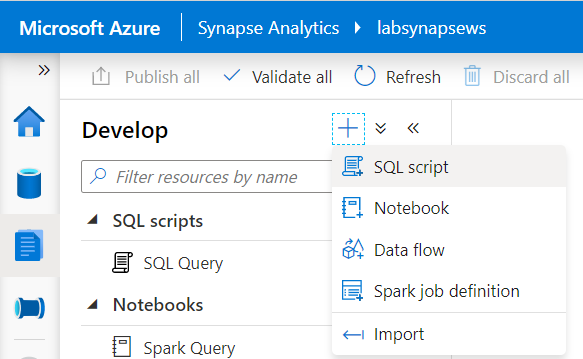 Microsoft Azure Synapse Analytics labsynapsews
Publish all Validate all Refresh Discard all
Develop
Filter resources by name
SQL scripts
SQL Query
Notebooks
Spark Query
SQL script
Notebook
Data flow
Spark job definition
Import